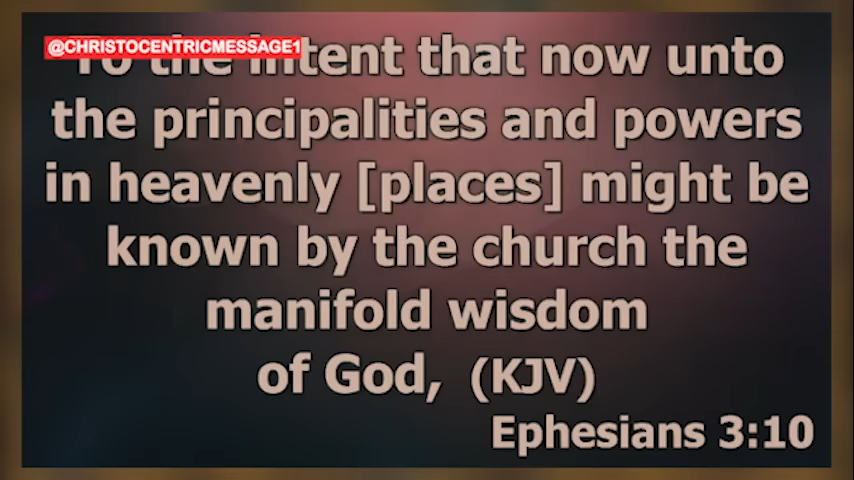 @CHRISTOCENTRICMESSAGE1
To the intent that now unto
the principalities and powers
in heavenly [places] might be
known by the church the
manifold wisdom
of God, (KJV)
Ephesians 3:10